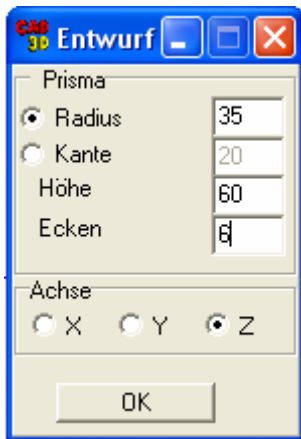 CAD 3D Entwurf
Prisma
Radius 35
Kante 20
Höhe 60
Ecken 6
Achse
X Y Z
OK